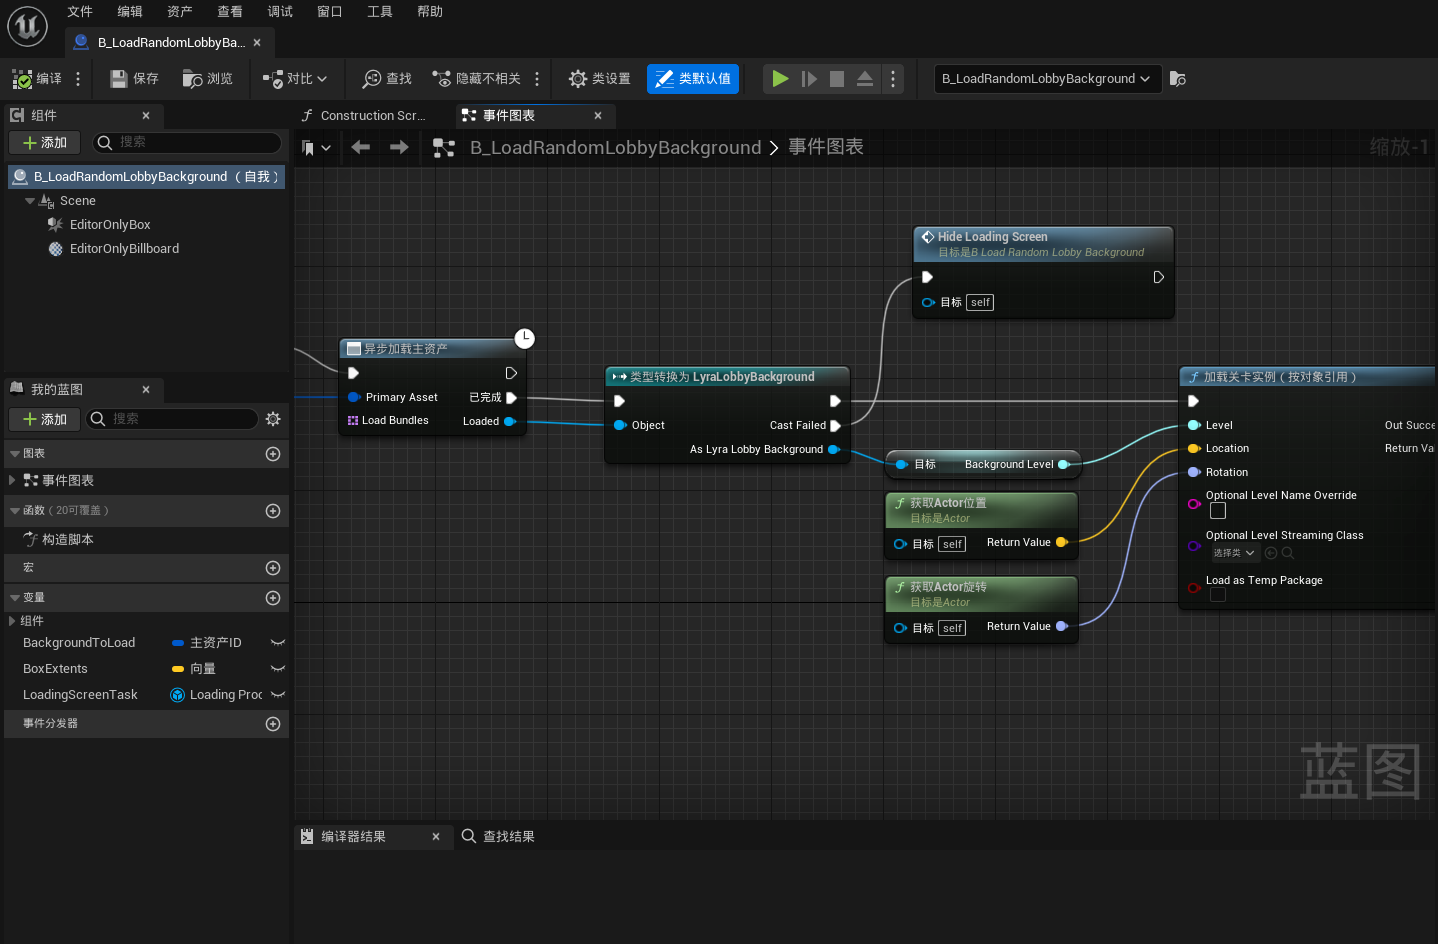 文件 编辑 资产 查看 调试 窗口 工具 帮助
B_LoadRandomLobbyBa...
编译 保存 浏览 对比 查找 隐藏不相关 类设置 类默认值 B_LoadRandomLobbyBackground
组件
添加 搜索
B_LoadRandomLobbyBackground （自我）
Scene
EditorOnlyBox
EditorOnlyBillboard
我的蓝图
添加 搜索
图表
事件图表
函数（20可覆盖）
构造脚本
宏
变量
组件
BackgroundToLoad 主资产ID
BoxExtents 向量
LoadingScreenTask Loading Proc
事件分发器
Construction Scr... 事件图表
B_LoadRandomLobbyBackground > 事件图表 缩放-1
Hide Loading Screen
目标是B Load Random Lobby Background
目标 self
异步加载主资产
Primary Asset 已完成
Load Bundles Loaded
类型转换为 LyraLobbyBackground
Object Cast Failed
As Lyra Lobby Background
目标 Background Level
获取Actor位置
目标是Actor
目标 self Return Value
获取Actor旋转
目标是Actor
目标 self Return Value
加载关卡实例（按对象引用）
Level Out Succe
Location Return Va
Rotation
Optional Level Name Override
Optional Level Streaming Class
选择类
Load as Temp Package
蓝图
编译器结果 查找结果